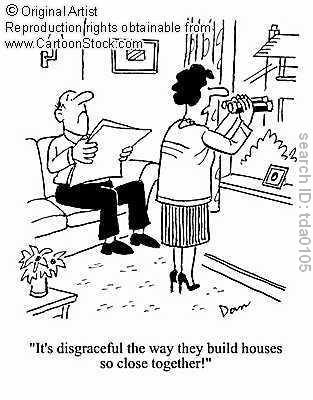 © Original Artist
Reproduction rights obtainable from
www.CartoonStock.com
search ID: tda0105
Dan
"It's disgraceful the way they build houses
so close together!"